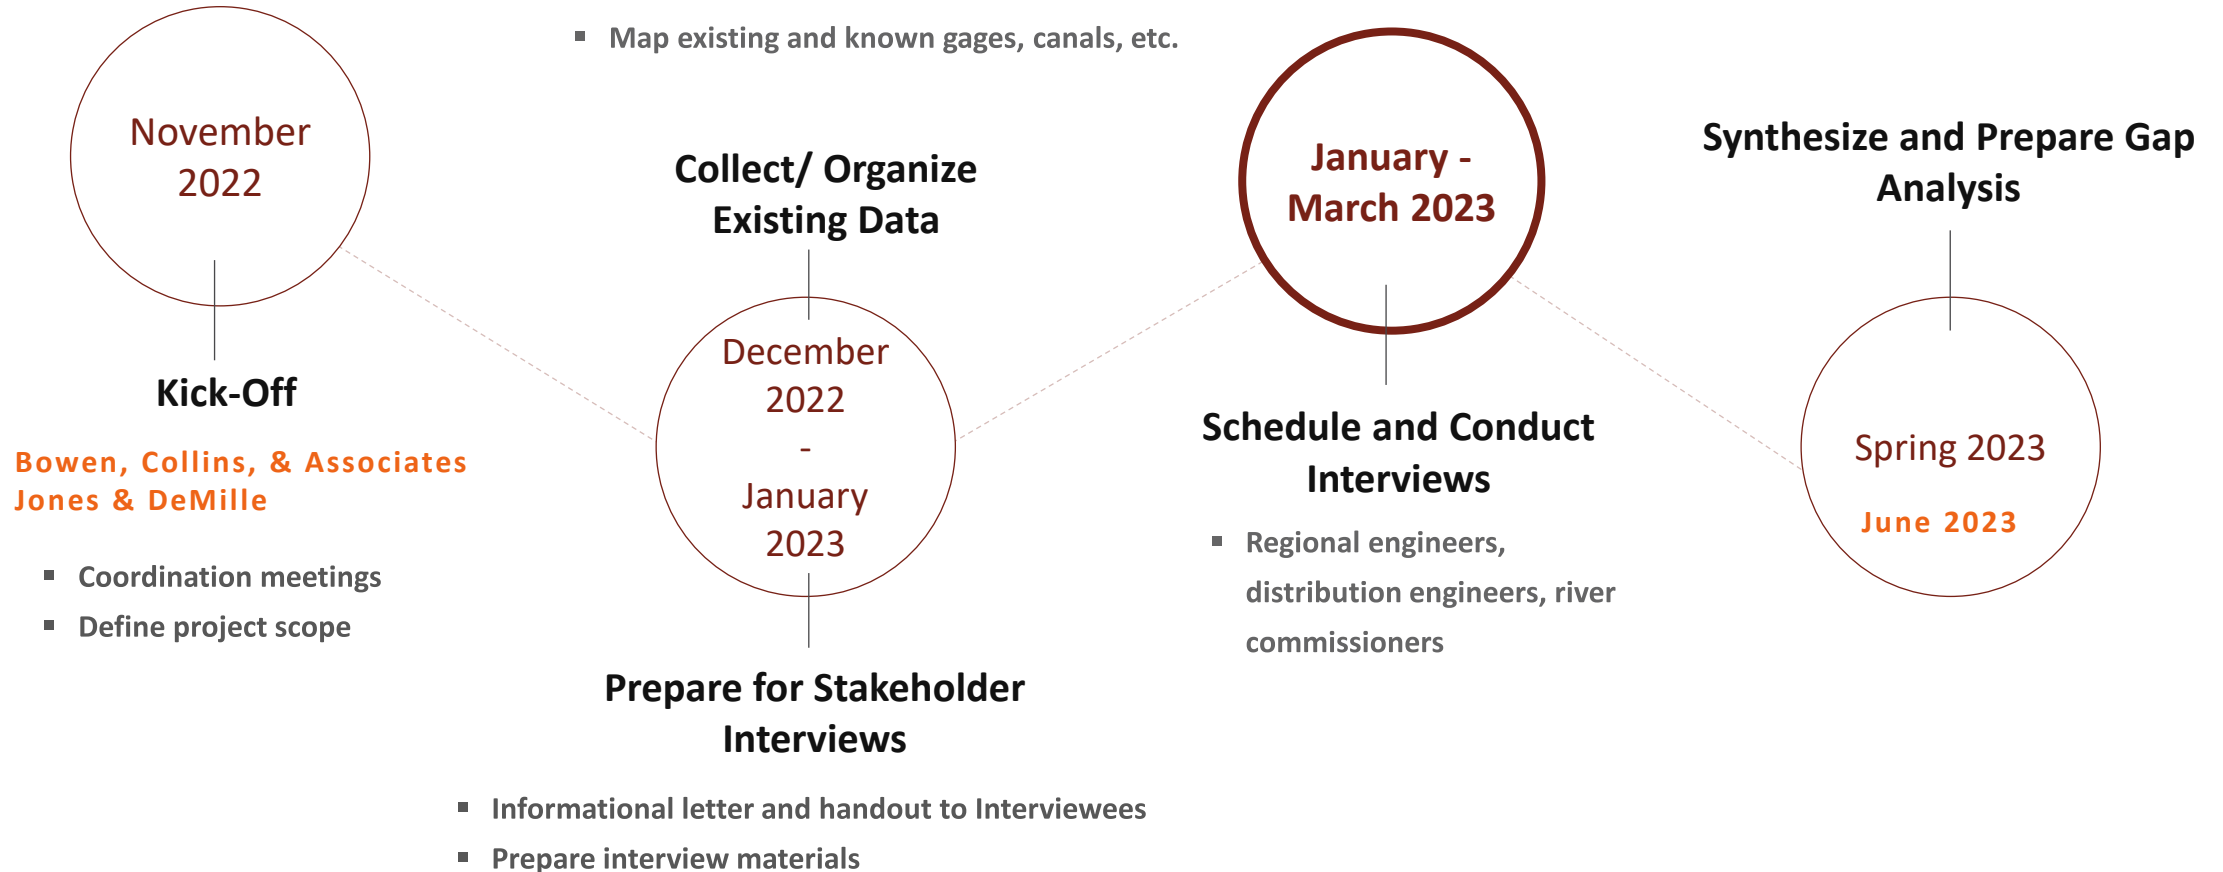 November
2022
Kick-Off
Bowen, Collins, & Associates
Jones & DeMille
▪ Coordination meetings
▪ Define project scope
▪ Map existing and known gages, canals, etc.
Collect/ Organize
Existing Data
December
2022
-
January
2023
Prepare for Stakeholder
Interviews
▪ Informational letter and handout to Interviewees
▪ Prepare interview materials
January -
March 2023
Schedule and Conduct
Interviews
▪ Regional engineers,
distribution engineers, river
commissioners
Synthesize and Prepare Gap
Analysis
Spring 2023
June 2023